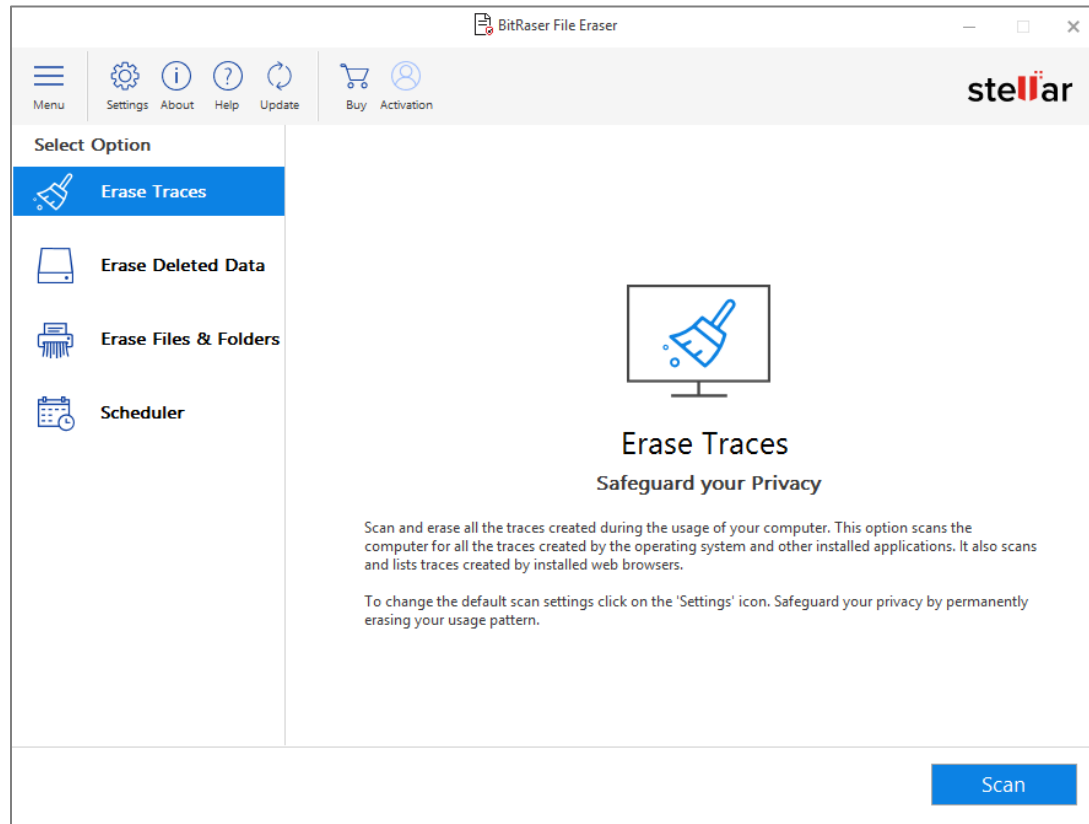 BitRaser File Eraser
Menu
Settings
About
Help
Update
Buy
Activation
stellar
Select Option
Erase Traces
Erase Deleted Data
Erase Files & Folders
Scheduler
Erase Traces
Safeguard your Privacy
Scan and erase all the traces created during the usage of your computer. This option scans the
computer for all the traces created by the operating system and other installed applications. It also scans
and lists traces created by installed web browsers.
To change the default scan settings click on the 'Settings' icon. Safeguard your privacy by permanently
erasing your usage pattern.
Scan